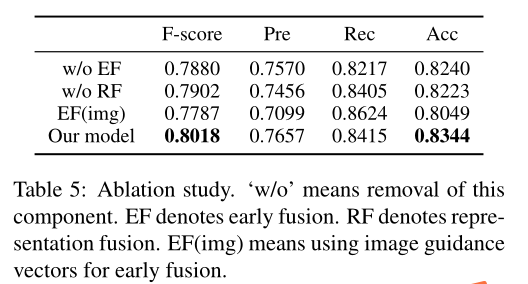 F-score Pre Rec Acc
w/o EF 0.7880 0.7570 0.8217 0.8240
w/o RF 0.7902 0.7456 0.8405 0.8223
EF(img) 0.7787 0.7099 0.8624 0.8049
Our model 0.8018 0.7657 0.8415 0.8344
Table 5: Ablation study. ‘w/o’ means removal of this
component. EF denotes early fusion. RF denotes repre-
sentation fusion. EF(img) means using image guidance
vectors for early fusion.